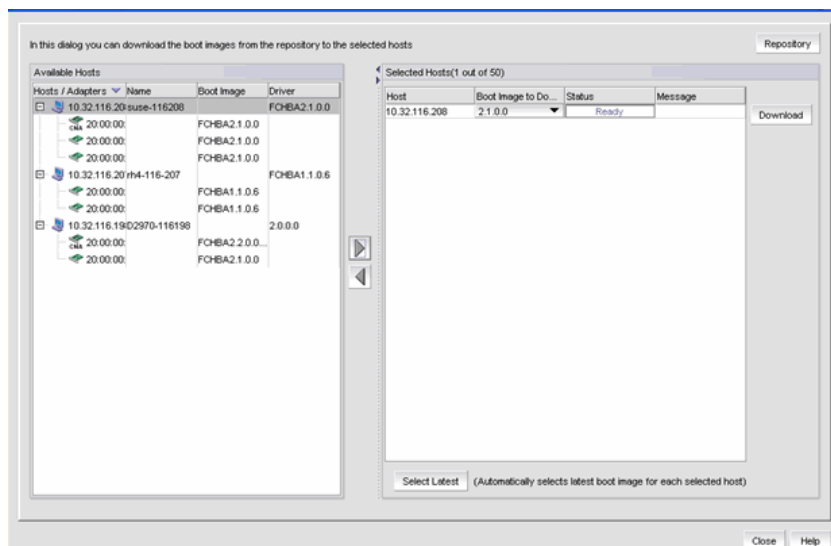 In this dialog you can download the boot images from the repository to the selected hosts
Repository
Available Hosts
Hosts / Adapters Name Boot Image Driver
10.32.116.20 suse-116208 FCHBA2.1.0.0
CNA 20:00:00: FCHBA2.1.0.0
20:00:00: FCHBA2.1.0.0
20:00:00: FCHBA2.1.0.0
10.32.116.20 rh4-116-207 FCHBA1.1.0.6
20:00:00: FCHBA1.1.0.6
20:00:00: FCHBA1.1.0.6
10.32.116.19 D2970-116198 2.0.0.0
CNA 20:00:00: FCHBA2.2.0.0...
20:00:00: FCHBA2.1.0.0
Selected Hosts(1 out of 50)
Host Boot Image to Do... Status Message
10.32.116.208 2.1.0.0 Ready
Download
Select Latest (Automatically selects latest boot image for each selected host)
Close Help